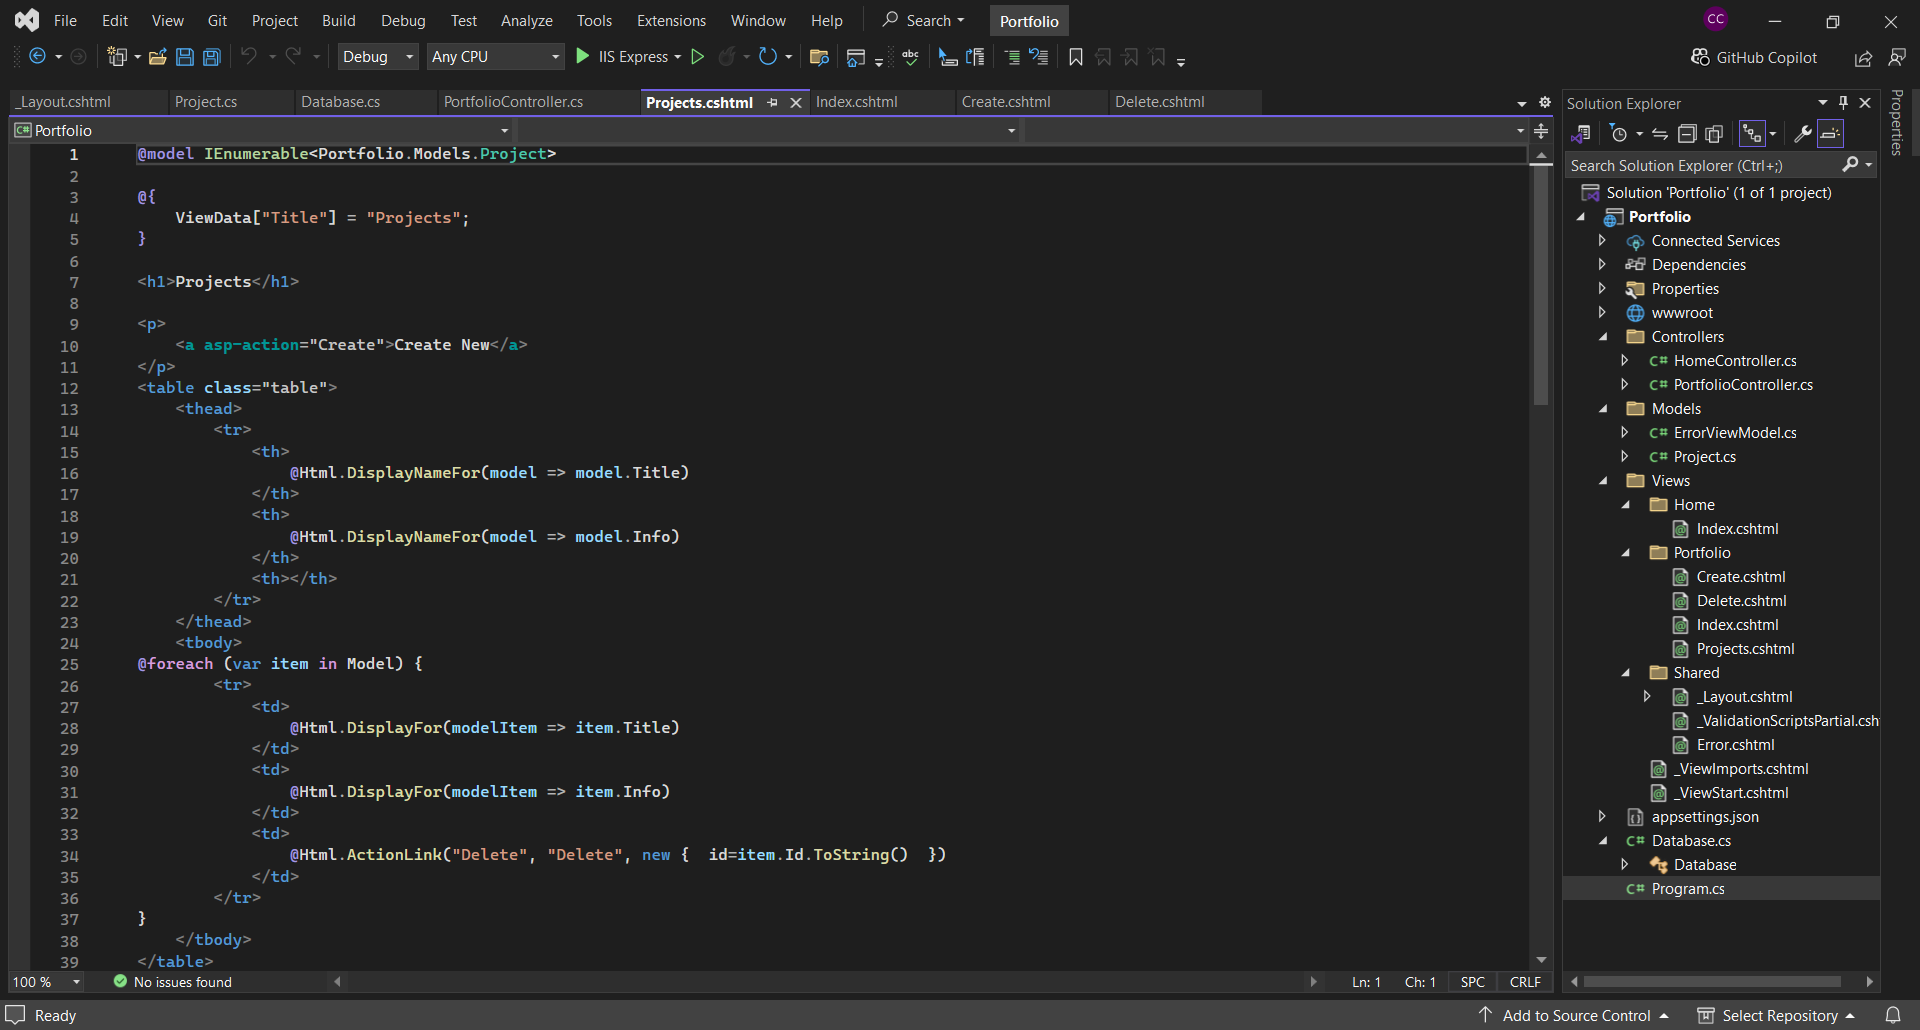 File Edit View Git Project Build Debug Test Analyze Tools Extensions Window Help Search Portfolio CC
Debug Any CPU IIS Express abc GitHub Copilot
_Layout.cshtml Project.cs Database.cs PortfolioController.cs Projects.cshtml Index.cshtml Create.cshtml Delete.cshtml
C# Portfolio
1 @model IEnumerable<Portfolio.Models.Project>
2
3 @{
4 ViewData["Title"] = "Projects";
5 }
6
7 <h1>Projects</h1>
8
9 <p>
10 <a asp-action="Create">Create New</a>
11 </p>
12 <table class="table">
13 <thead>
14 <tr>
15 <th>
16 @Html.DisplayNameFor(model => model.Title)
17 </th>
18 <th>
19 @Html.DisplayNameFor(model => model.Info)
20 </th>
21 <th></th>
22 </tr>
23 </thead>
24 <tbody>
25 @foreach (var item in Model) {
26 <tr>
27 <td>
28 @Html.DisplayFor(modelItem => item.Title)
29 </td>
30 <td>
31 @Html.DisplayFor(modelItem => item.Info)
32 </td>
33 <td>
34 @Html.ActionLink("Delete", "Delete", new {  id=item.Id.ToString()  })
35 </td>
36 </tr>
37 }
38 </tbody>
39 </table>
100 % No issues found Ln: 1 Ch: 1 SPC CRLF
Solution Explorer
Search Solution Explorer (Ctrl+;)
Solution 'Portfolio' (1 of 1 project)
Portfolio
Connected Services
Dependencies
Properties
wwwroot
Controllers
C# HomeController.cs
C# PortfolioController.cs
Models
C# ErrorViewModel.cs
C# Project.cs
Views
Home
Index.cshtml
Portfolio
Create.cshtml
Delete.cshtml
Index.cshtml
Projects.cshtml
Shared
_Layout.cshtml
_ValidationScriptsPartial.csh
Error.cshtml
_ViewImports.cshtml
_ViewStart.cshtml
appsettings.json
C# Database.cs
Database
C# Program.cs
Properties
Ready Add to Source Control Select Repository